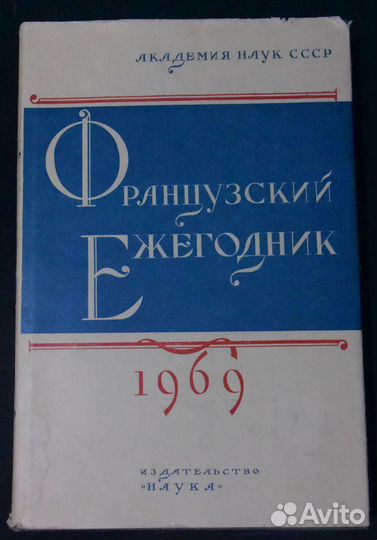 АКАДЕМИЯ НАУК СССР
ФРАНЦУЗСКИЙ
ЕЖЕГОДНИК
1969
ИЗДАТЕЛЬСТВО
«НАУКА»
Avito